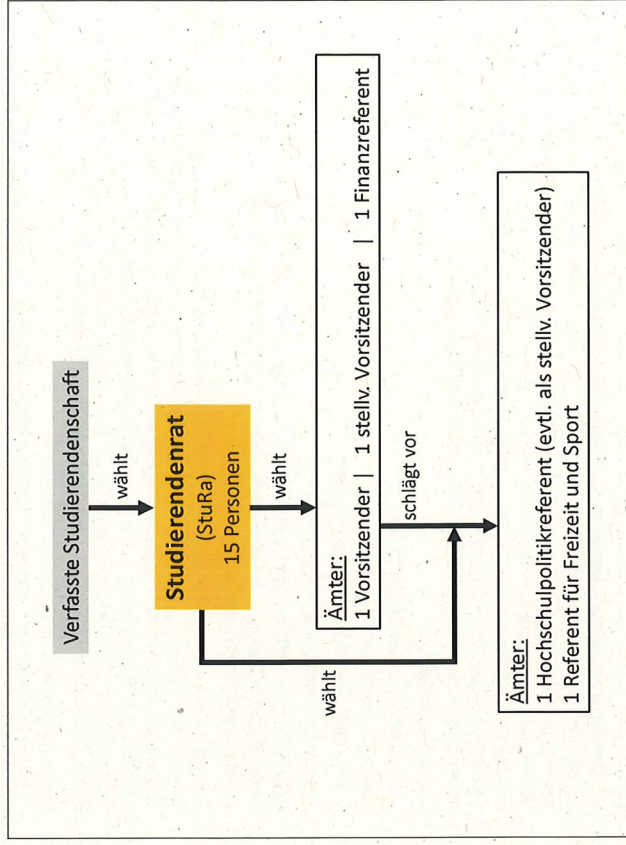 Verfasste Studierendenschaft
wählt
Studierendenrat
(StuRa)
15 Personen
wählt
Ämter:
1 Vorsitzender | 1 stellv. Vorsitzender | 1 Finanzreferent
wählt
schlägt vor
Ämter:
1 Hochschulpolitikreferent (evtl. als stellv. Vorsitzender)
1 Referent für Freizeit und Sport